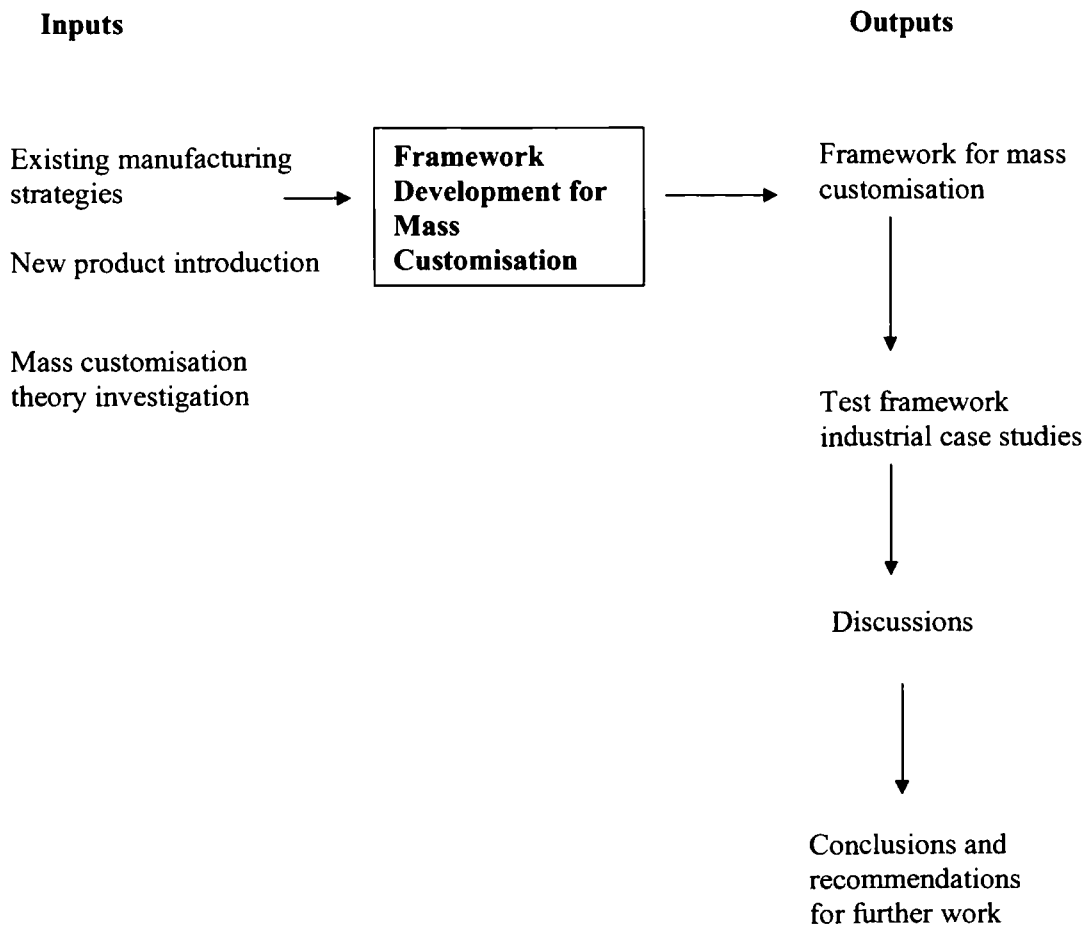 Inputs
Outputs
Existing manufacturing
strategies
New product introduction
Mass customisation
theory investigation
Framework
Development for
Mass
Customisation
Framework for mass
customisation
Test framework
industrial case studies
Discussions
Conclusions and
recommendations
for further work